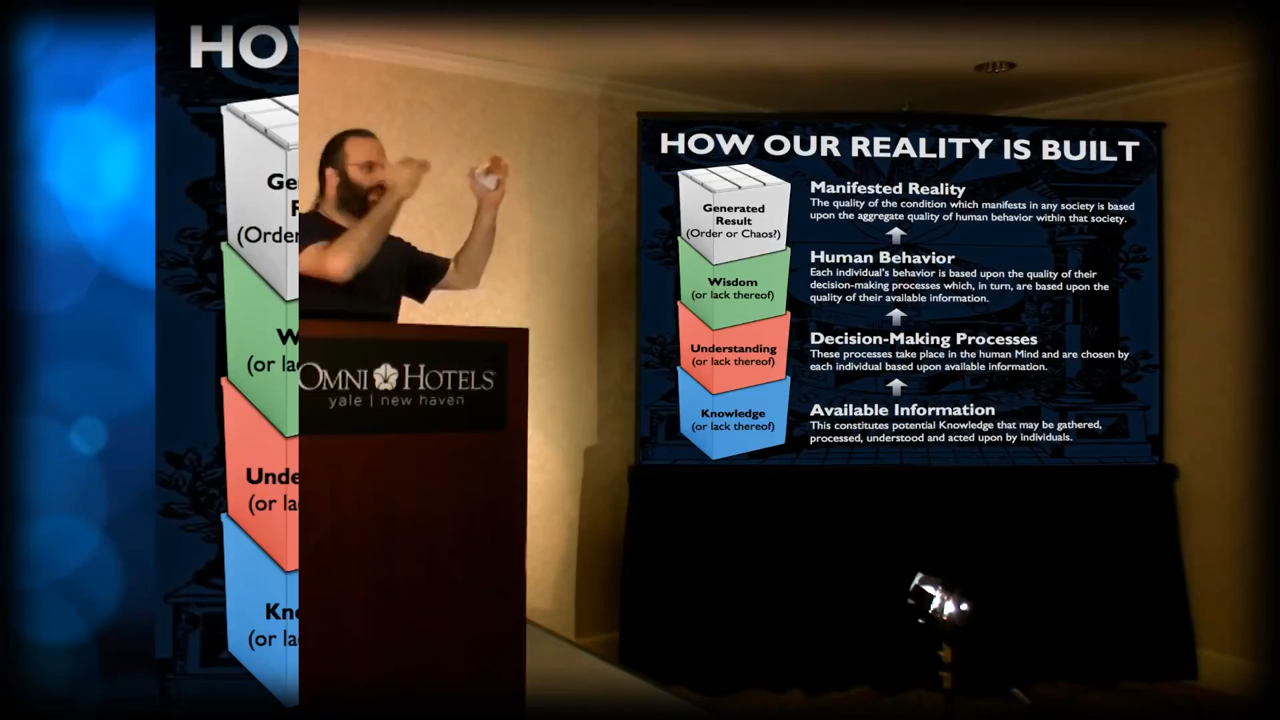 HO
Ge
R
(Order
W
(or la
Unde
(or la
Kno
(or la
OMNI HOTELS
yale | new haven
HOW OUR REALITY IS BUILT
Generated
Result
(Order or Chaos?)
Manifested Reality
The quality of the condition which manifests in any society is based
upon the aggregate quality of human behavior within that society.
Wisdom
(or lack thereof)
Human Behavior
Each individual's behavior is based upon the quality of their
decision-making processes which, in turn, are based upon the
quality of their available information.
Understanding
(or lack thereof)
Decision-Making Processes
These processes take place in the human Mind and are chosen by
each individual based upon available information.
Knowledge
(or lack thereof)
Available Information
This constitutes potential Knowledge that may be gathered,
processed, understood and acted upon by individuals.